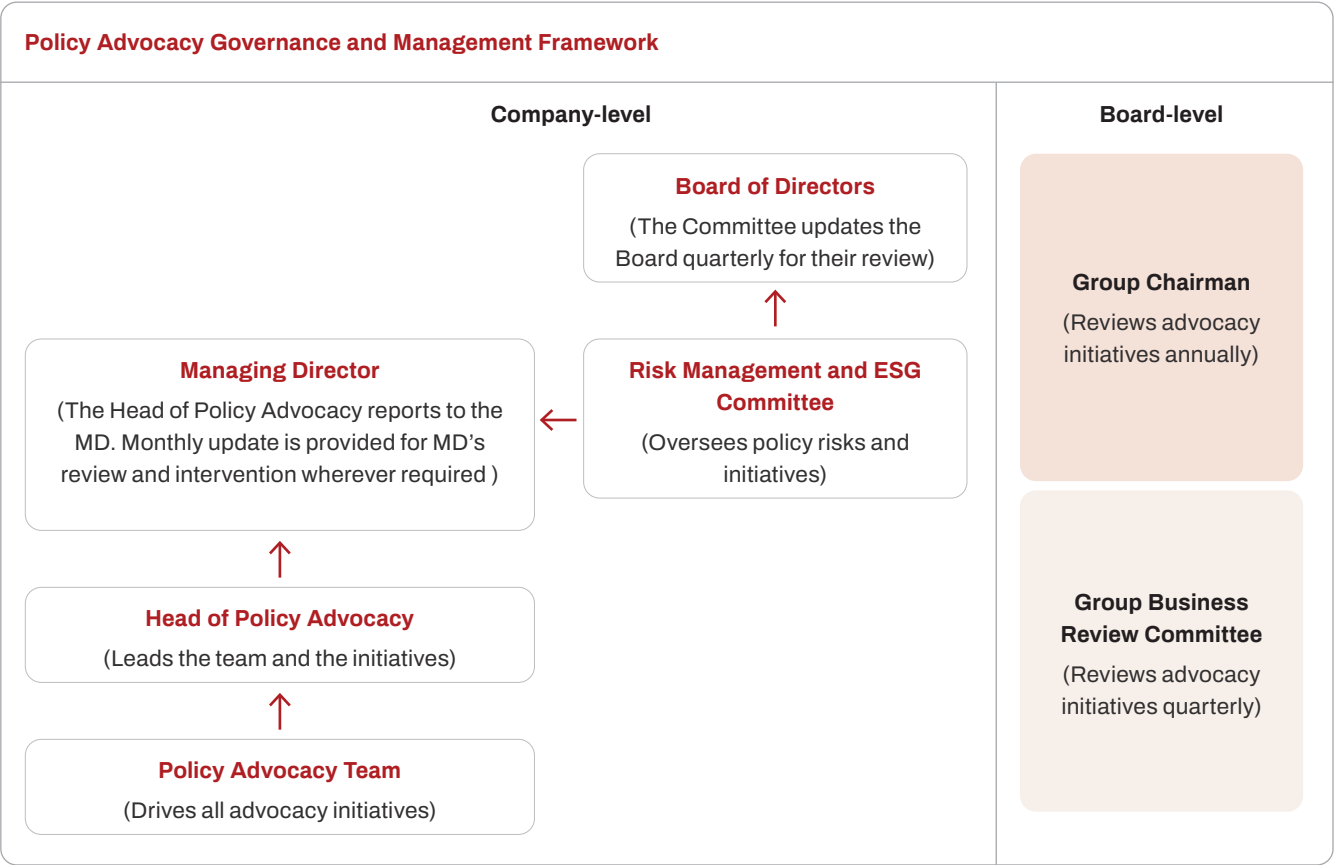 Policy Advocacy Governance and Management Framework
Company-level
Board of Directors
(The Committee updates the
Board quarterly for their review)
Managing Director
(The Head of Policy Advocacy reports to the
MD. Monthly update is provided for MD’s
review and intervention wherever required )
Risk Management and ESG
Committee
(Oversees policy risks and
initiatives)
Head of Policy Advocacy
(Leads the team and the initiatives)
Policy Advocacy Team
(Drives all advocacy initiatives)
Board-level
Group Chairman
(Reviews advocacy
initiatives annually)
Group Business
Review Committee
(Reviews advocacy
initiatives quarterly)